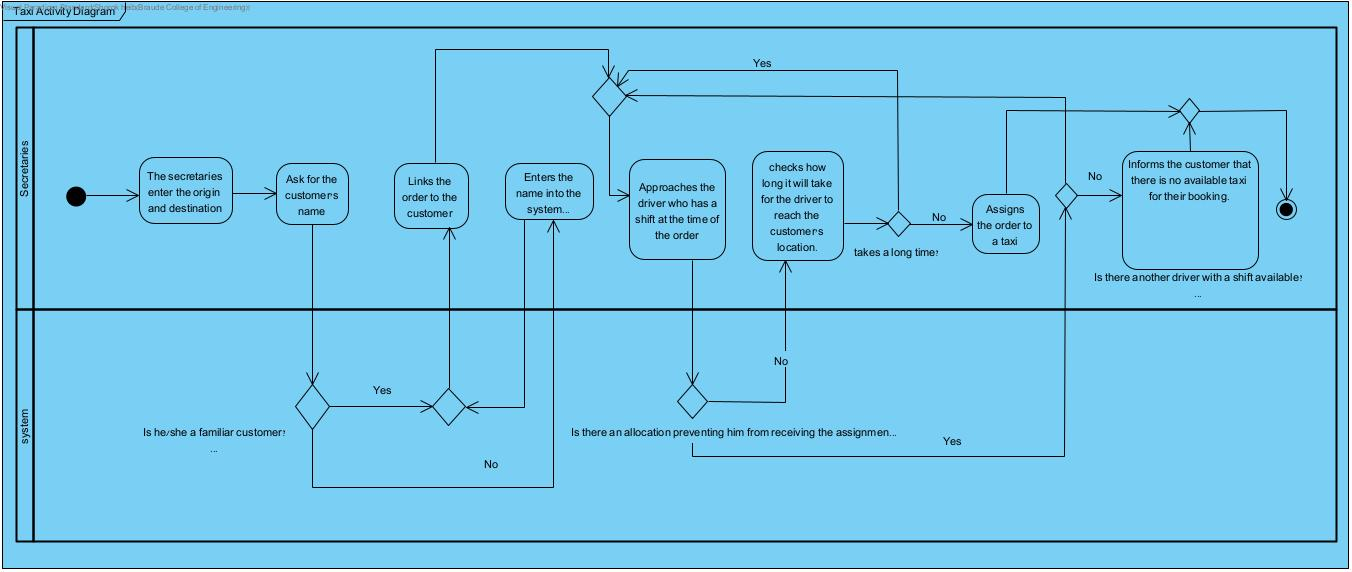 Taxi Activity Diagram
Braude College of Engineering
Secretaries
The secretaries
enter the origin
and destination
Ask for the
customer's
name
Links the
order to the
customer
Enters the
name into the
system...
Approaches the
driver who has a
shift at the time of
the order
checks how
long it will take
for the driver to
reach the
customer's
location.
Yes
takes a long time?
No
Assigns
the order to
a taxi
No
Informs the customer that
there is no available taxi
for their booking.
Is there another driver with a shift available?
...
system
Is he/she a familiar customer?
...
Yes
No
Is there an allocation preventing him from receiving the assignmen...
No
Yes